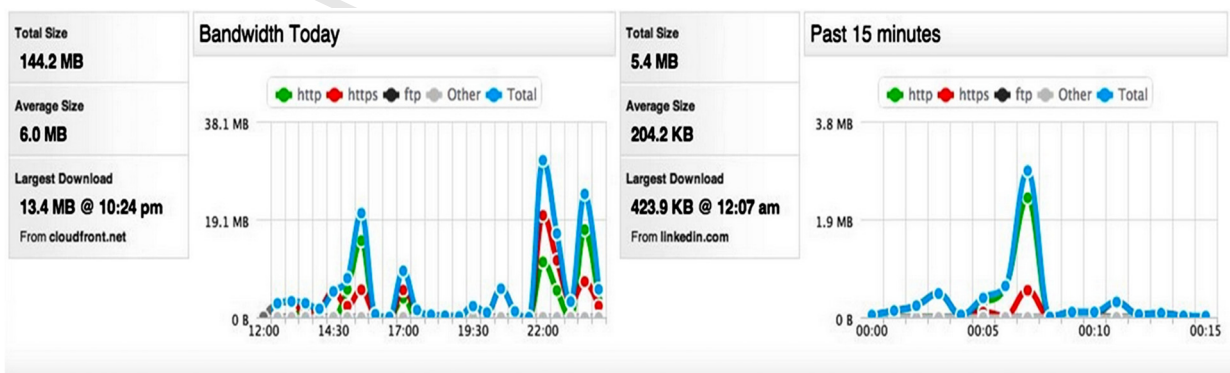 Total Size
144.2 MB
Average Size
6.0 MB
Largest Download
13.4 MB @ 10:24 pm
From cloudfront.net
Bandwidth Today
http https ftp Other Total
38.1 MB
19.1 MB
0 B
12:00 14:30 17:00 19:30 22:00
Total Size
5.4 MB
Average Size
204.2 KB
Largest Download
423.9 KB @ 12:07 am
From linkedin.com
Past 15 minutes
http https ftp Other Total
3.8 MB
1.9 MB
0 B
00:00 00:05 00:10 00:15